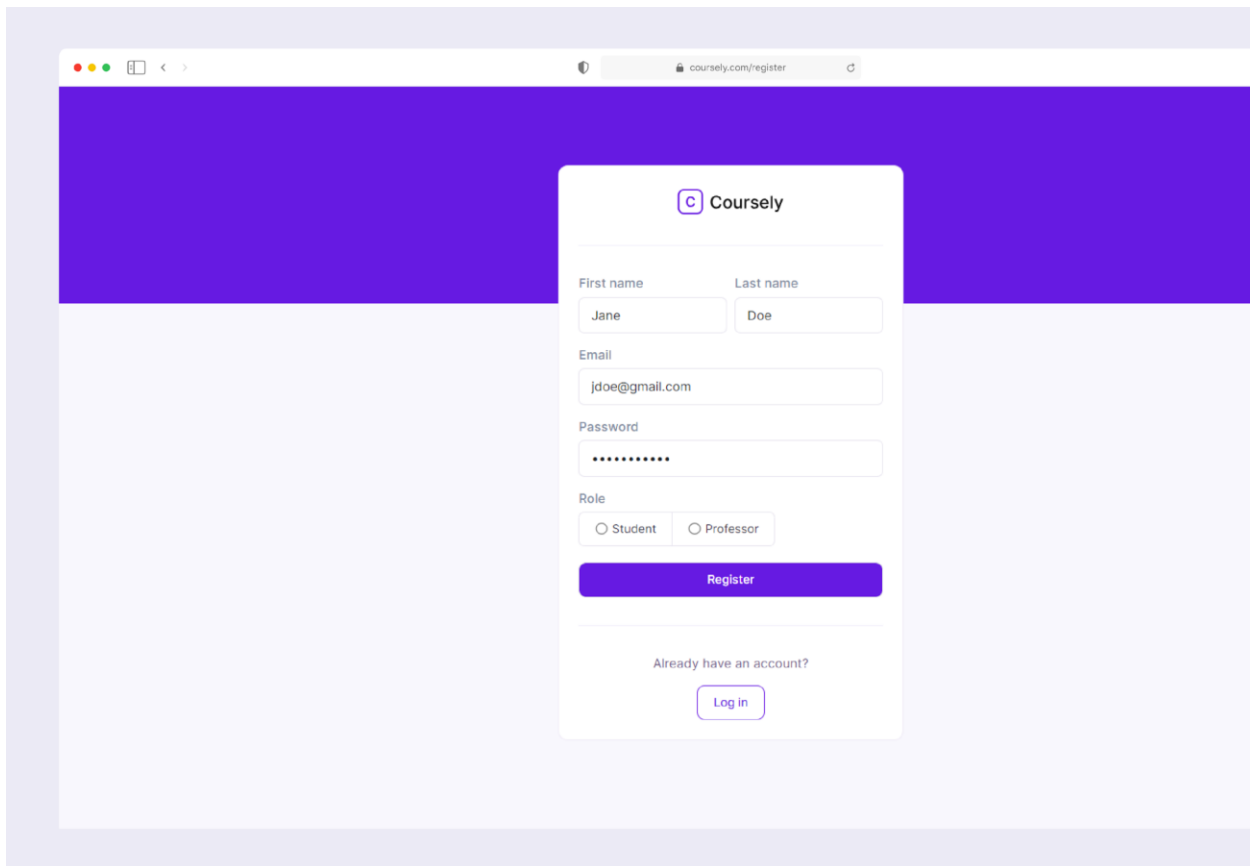 coursely.com/register
C Coursely
First name Last name
Jane Doe
Email
jdoe@gmail.com
Password
•••••••••••
Role
Student Professor
Register
Already have an account?
Log in